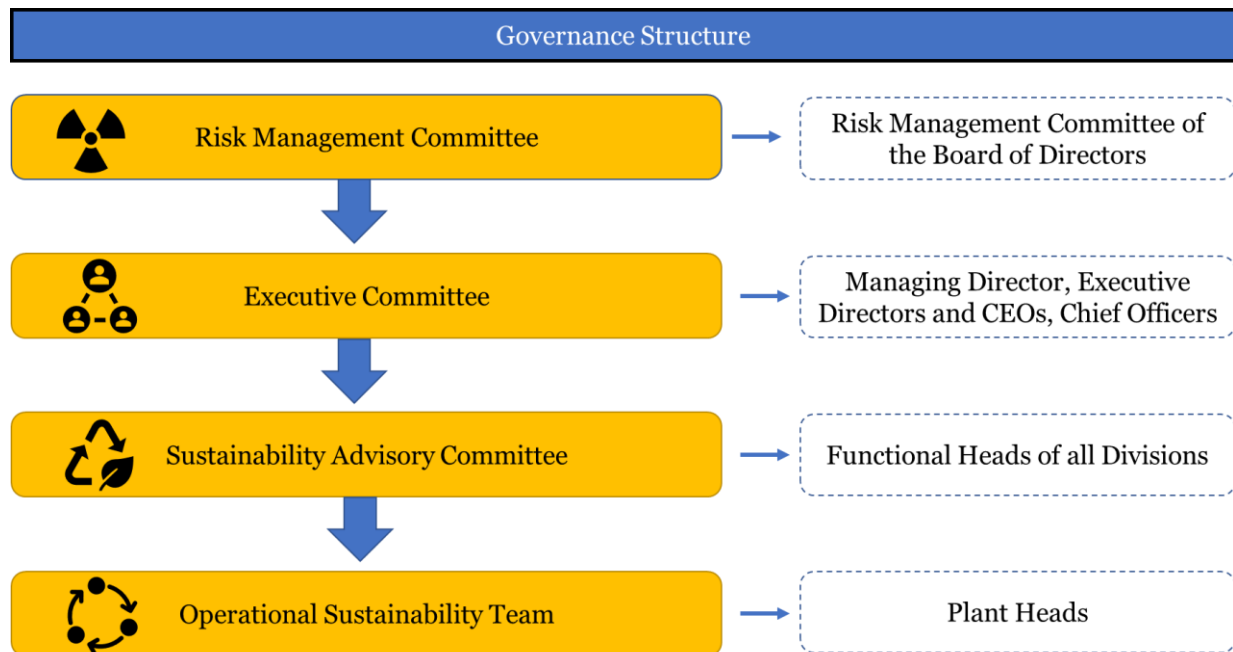 Governance Structure
Risk Management Committee
Risk Management Committee of
the Board of Directors
Executive Committee
Managing Director, Executive
Directors and CEOs, Chief Officers
Sustainability Advisory Committee
Functional Heads of all Divisions
Operational Sustainability Team
Plant Heads